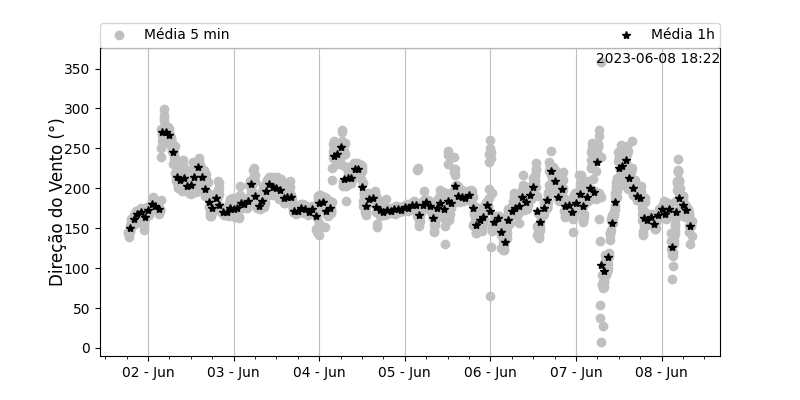 Média 5 min
Média 1h
2023-06-08 18:22
Direção do Vento (°)
350
300
250
200
150
100
50
0
02 - Jun
03 - Jun
04 - Jun
05 - Jun
06 - Jun
07 - Jun
08 - Jun